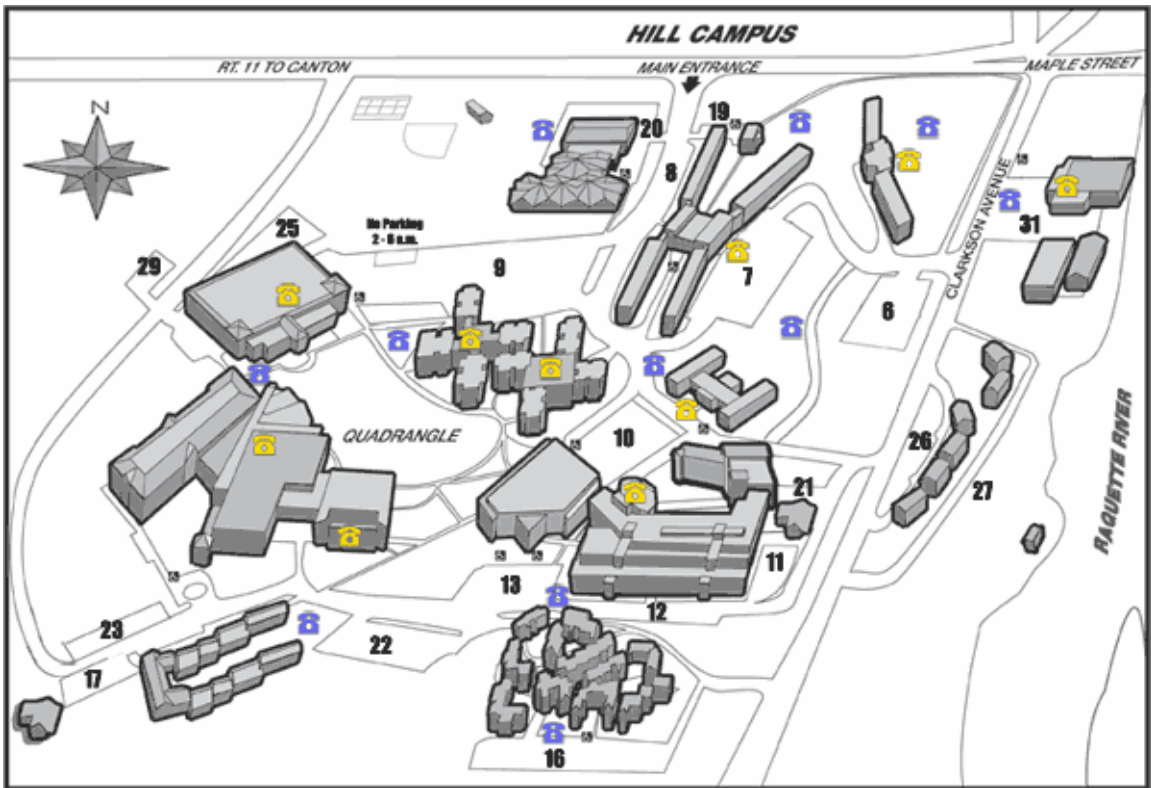 HILL CAMPUS
RT. 11 TO CANTON
MAIN ENTRANCE
MAPLE STREET
N
19
20
8
CLARKSON AVENUE
25
No Parking
2 - 6 a.m.
31
29
9
7
6
QUADRANGLE
10
26
27
21
RAQUETTE RIVER
11
13
12
23
22
17
16